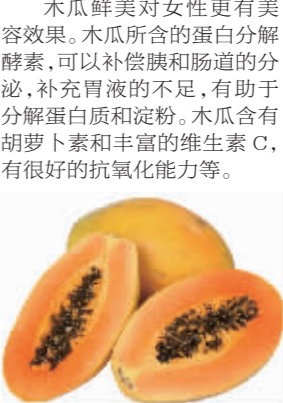 木瓜鲜美对女性更有美
容效果。木瓜所含的蛋白分解
酵素,可以补偿胰和肠道的分
泌,补充胃液的不足,有助于
分解蛋白质和淀粉。木瓜含有
胡萝卜素和丰富的维生素 C,
有很好的抗氧化能力等。